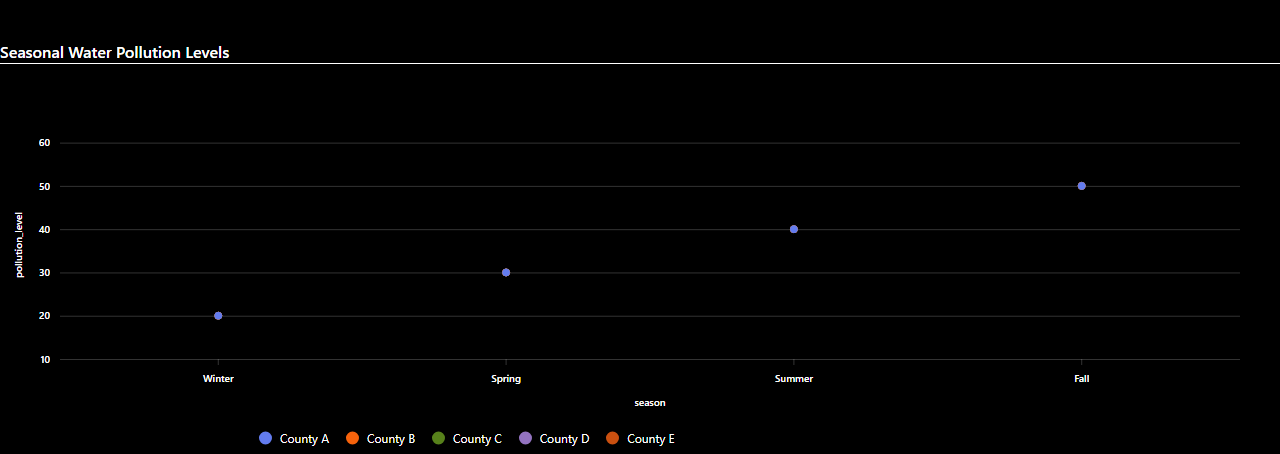 Seasonal Water Pollution Levels
60
50
40
30
20
10
pollution_level
Winter Spring Summer Fall
season
County A County B County C County D County E